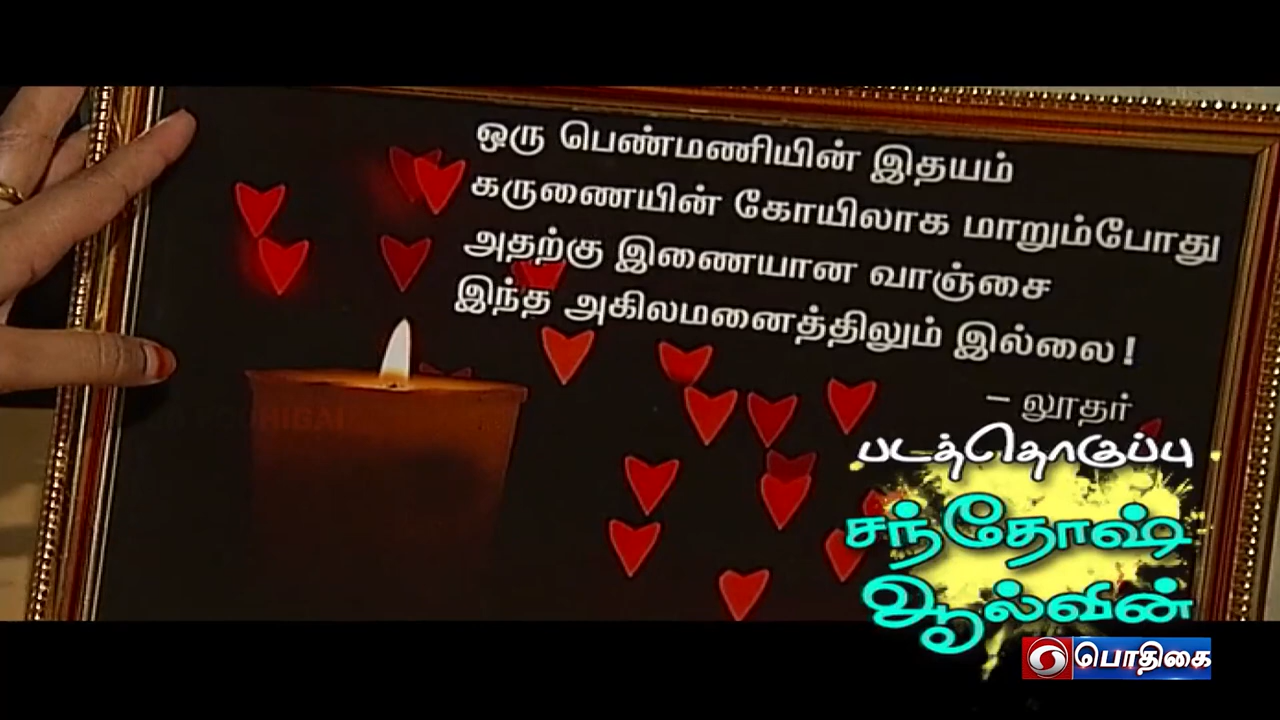 ஒரு பெண்மணியின் இதயம்
கருணையின் கோயிலாக மாறும்போது
அதற்கு இணையான வாஞ்சை
இந்த அகிலமனைத்திலும் இல்லை!
– லூதர்
படத்தொகுப்பு
சந்தோஷ்
ஆல்வின்
பொதிகை